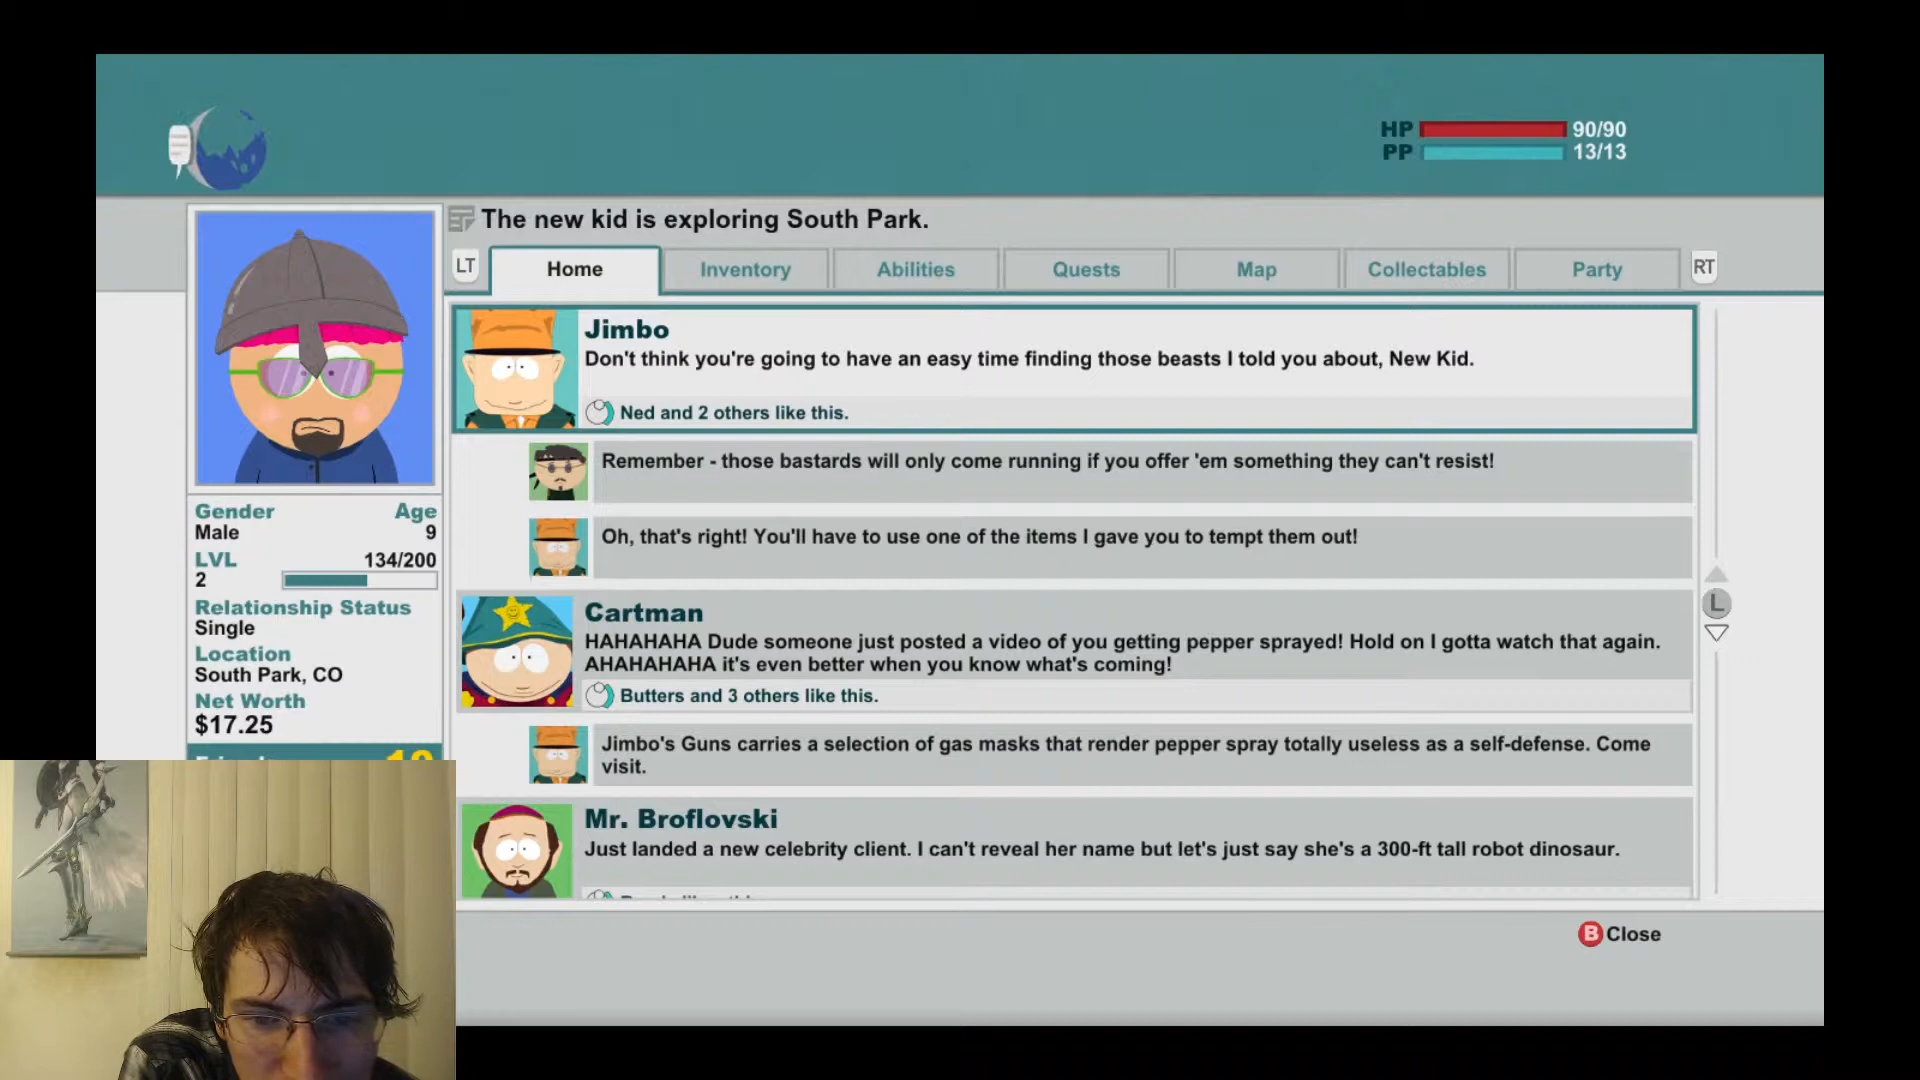 HP 90/90
PP 13/13
The new kid is exploring South Park.
LT Home Inventory Abilities Quests Map Collectables Party RT
Gender Age
Male 9
LVL 134/200
2
Relationship Status
Single
Location
South Park, CO
Net Worth
$17.25
Jimbo
Don't think you're going to have an easy time finding those beasts I told you about, New Kid.
Ned and 2 others like this.
Remember - those bastards will only come running if you offer 'em something they can't resist!
Oh, that's right! You'll have to use one of the items I gave you to tempt them out!
Cartman
HAHAHAHA Dude someone just posted a video of you getting pepper sprayed! Hold on I gotta watch that again.
AHAHAHAHA it's even better when you know what's coming!
Butters and 3 others like this.
Jimbo's Guns carries a selection of gas masks that render pepper spray totally useless as a self-defense. Come
visit.
Mr. Broflovski
Just landed a new celebrity client. I can't reveal her name but let's just say she's a 300-ft tall robot dinosaur.
L
B Close